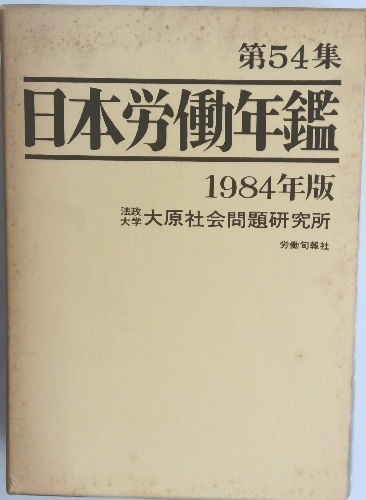 第54集
日本労働年鑑
1984年版
法政大学 大原社会問題研究所
労働旬報社